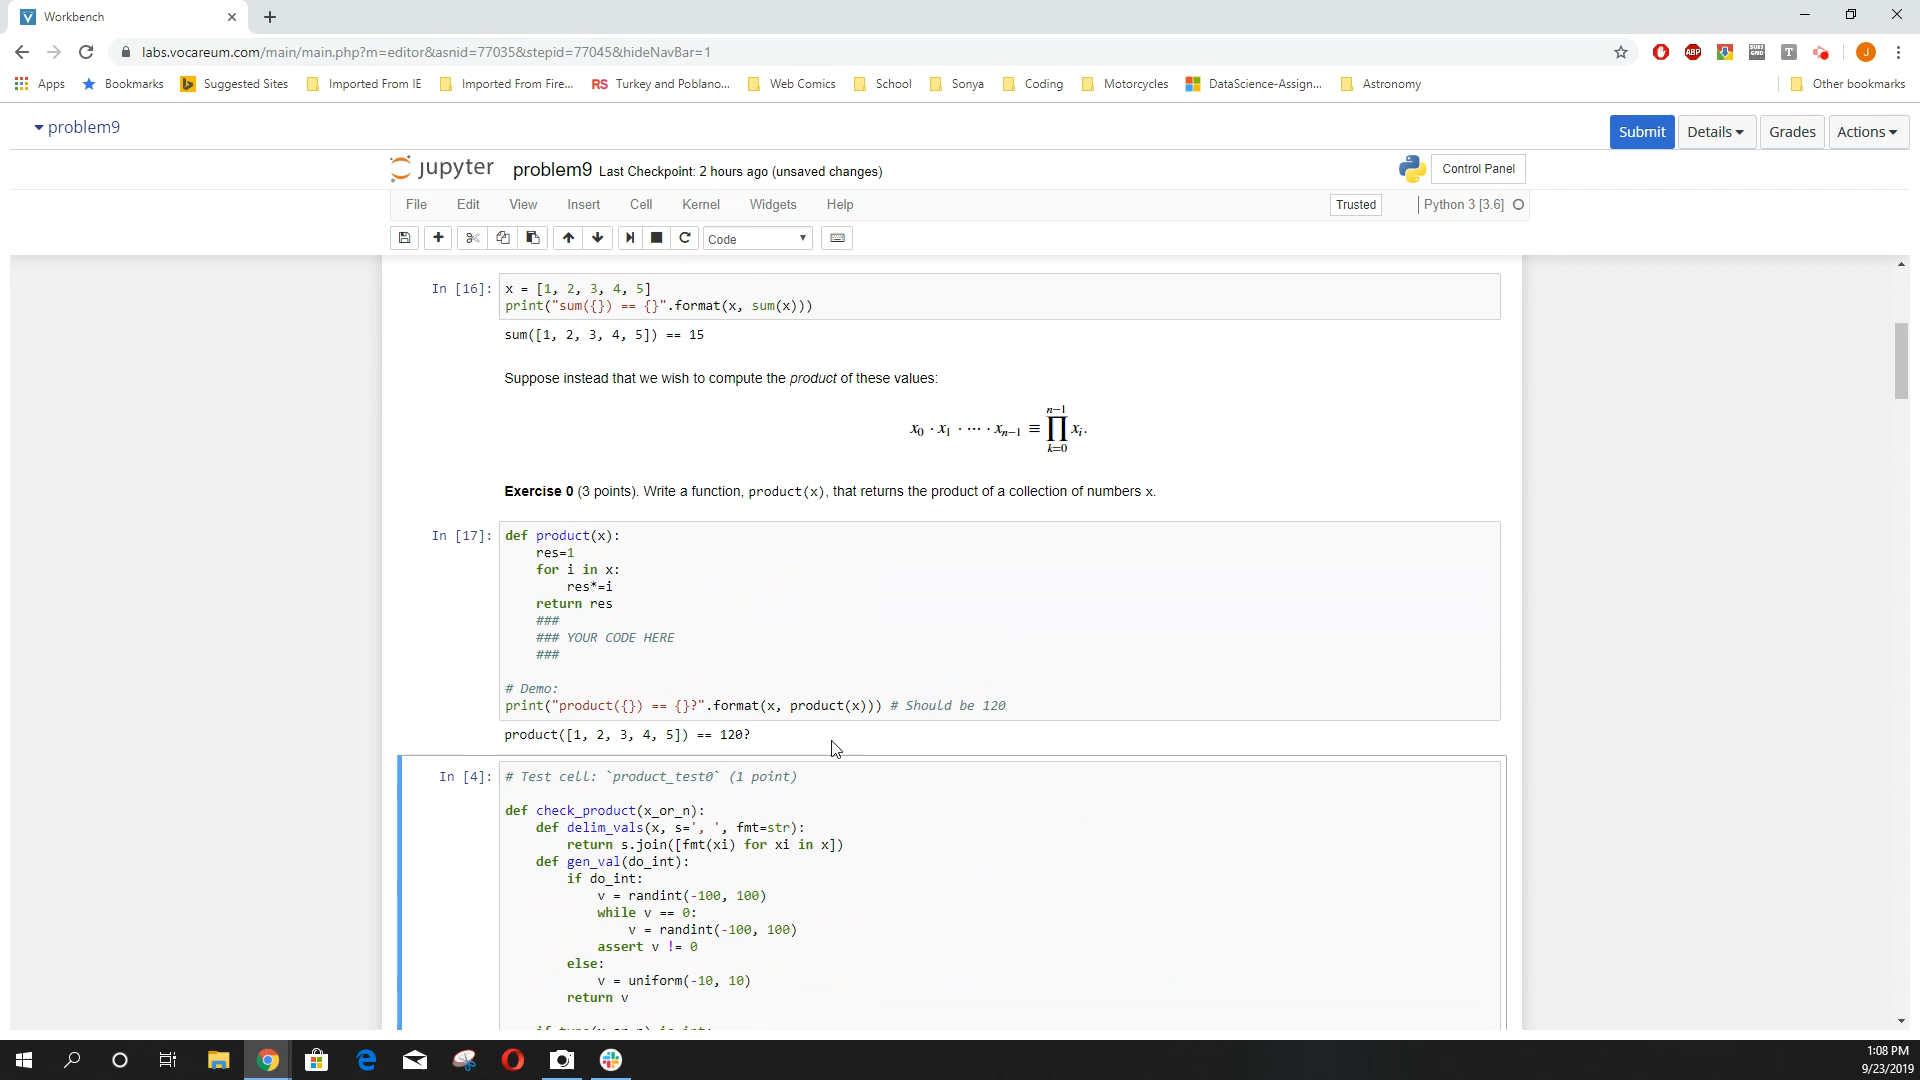 Workbench
labs.vocareum.com/main/main.php?m=editor&asnid=77035&stepid=77045&hideNavBar=1
ABP
T
J
Apps
Bookmarks
Suggested Sites
Imported From IE
Imported From Fire...
RS Turkey and Poblano...
Web Comics
School
Sonya
Coding
Motorcycles
DataScience-Assign...
Astronomy
Other bookmarks
problem9
Submit
Details
Grades
Actions
jupyter problem9 Last Checkpoint: 2 hours ago (unsaved changes)
Control Panel
File Edit View Insert Cell Kernel Widgets Help
Trusted
Python 3 [3.6]
Code
In [16]: x = [1, 2, 3, 4, 5]
print("sum({}) == {}".format(x, sum(x)))
sum([1, 2, 3, 4, 5]) == 15
Suppose instead that we wish to compute the product of these values:
n−1
x0 · x1 · ⋯ · xn−1 ≡ ∏ xi.
k=0
Exercise 0 (3 points). Write a function, product(x), that returns the product of a collection of numbers x.
In [17]: def product(x):
    res=1
    for i in x:
        res*=i
    return res
    ###
    ### YOUR CODE HERE
    ###
# Demo:
print("product({}) == {}?".format(x, product(x))) # Should be 120
product([1, 2, 3, 4, 5]) == 120?
In [4]: # Test cell: `product_test0` (1 point)
def check_product(x_or_n):
    def delim_vals(x, s=', ', fmt=str):
        return s.join([fmt(xi) for xi in x])
    def gen_val(do_int):
        if do_int:
            v = randint(-100, 100)
            while v == 0:
                v = randint(-100, 100)
            assert v != 0
        else:
            v = uniform(-10, 10)
        return v
1:08 PM
9/23/2019